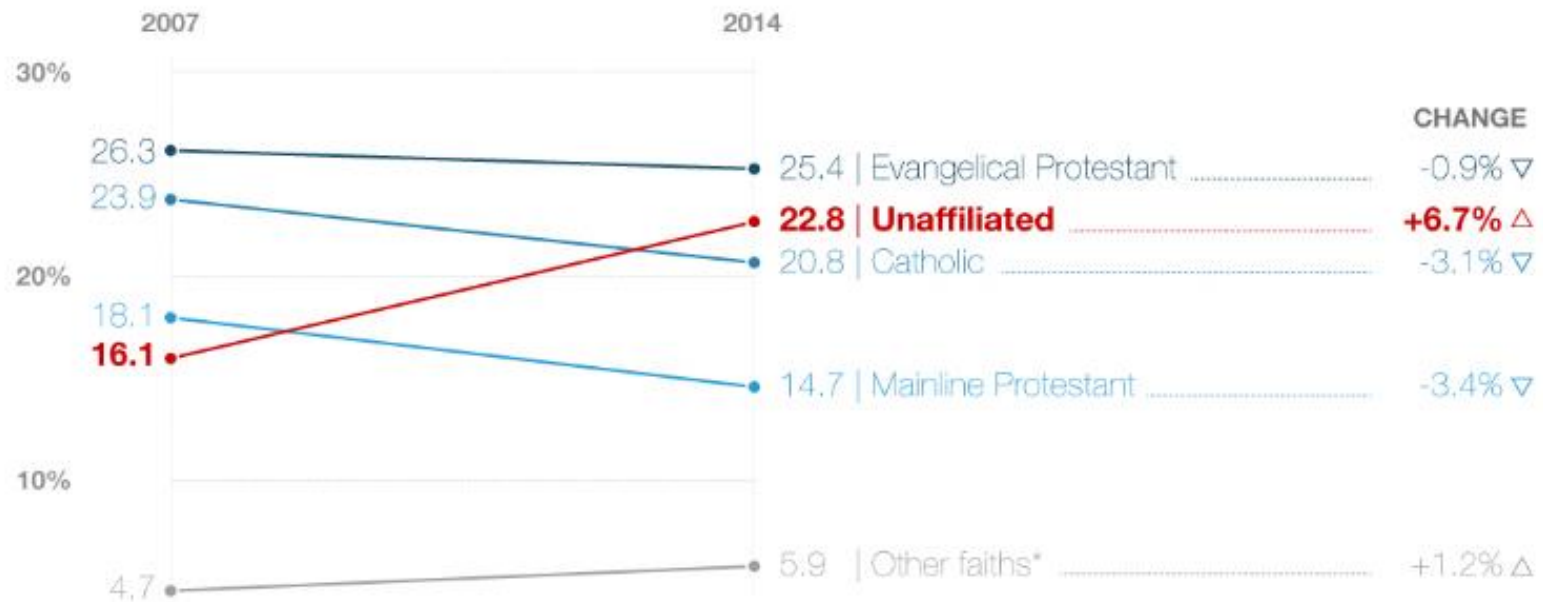 2007 2014
30%
CHANGE
26.3 25.4 | Evangelical Protestant -0.9% ▽
23.9 22.8 | Unaffiliated +6.7% △
20% 20.8 | Catholic -3.1% ▽
18.1
16.1 14.7 | Mainline Protestant -3.4% ▽
10%
4.7 5.9 | Other faiths* +1.2% △